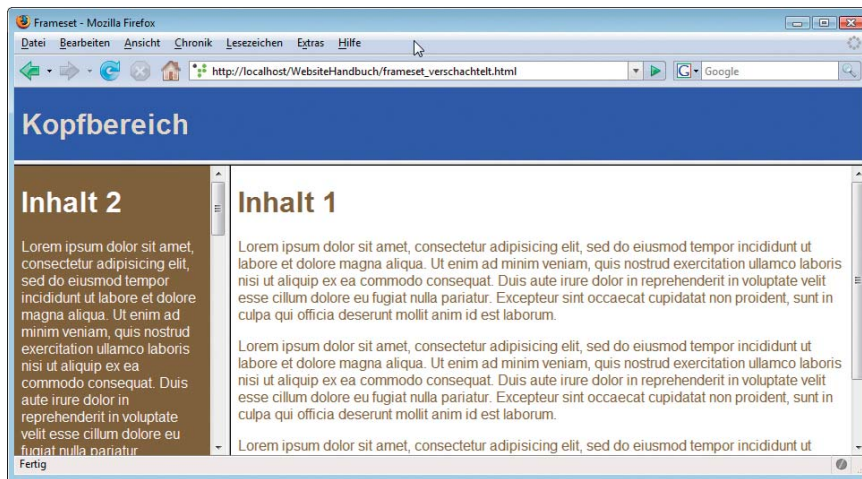 Frameset - Mozilla Firefox
Datei Bearbeiten Ansicht Chronik Lesezeichen Extras Hilfe
http://localhost/WebsiteHandbuch/frameset_verschachtelt.html
G Google
Kopfbereich
Inhalt 2
Lorem ipsum dolor sit amet,
consectetur adipisicing elit,
sed do eiusmod tempor
incididunt ut labore et dolore
magna aliqua. Ut enim ad
minim veniam, quis nostrud
exercitation ullamco laboris
nisi ut aliquip ex ea
commodo consequat. Duis
aute irure dolor in
reprehenderit in voluptate
velit esse cillum dolore eu
fugiat nulla pariatur
Inhalt 1
Lorem ipsum dolor sit amet, consectetur adipisicing elit, sed do eiusmod tempor incididunt ut
labore et dolore magna aliqua. Ut enim ad minim veniam, quis nostrud exercitation ullamco laboris
nisi ut aliquip ex ea commodo consequat. Duis aute irure dolor in reprehenderit in voluptate velit
esse cillum dolore eu fugiat nulla pariatur. Excepteur sint occaecat cupidatat non proident, sunt in
culpa qui officia deserunt mollit anim id est laborum.
Lorem ipsum dolor sit amet, consectetur adipisicing elit, sed do eiusmod tempor incididunt ut
labore et dolore magna aliqua. Ut enim ad minim veniam, quis nostrud exercitation ullamco laboris
nisi ut aliquip ex ea commodo consequat. Duis aute irure dolor in reprehenderit in voluptate velit
esse cillum dolore eu fugiat nulla pariatur. Excepteur sint occaecat cupidatat non proident, sunt in
culpa qui officia deserunt mollit anim id est laborum.
Lorem ipsum dolor sit amet, consectetur adipisicing elit, sed do eiusmod tempor incididunt ut
Fertig